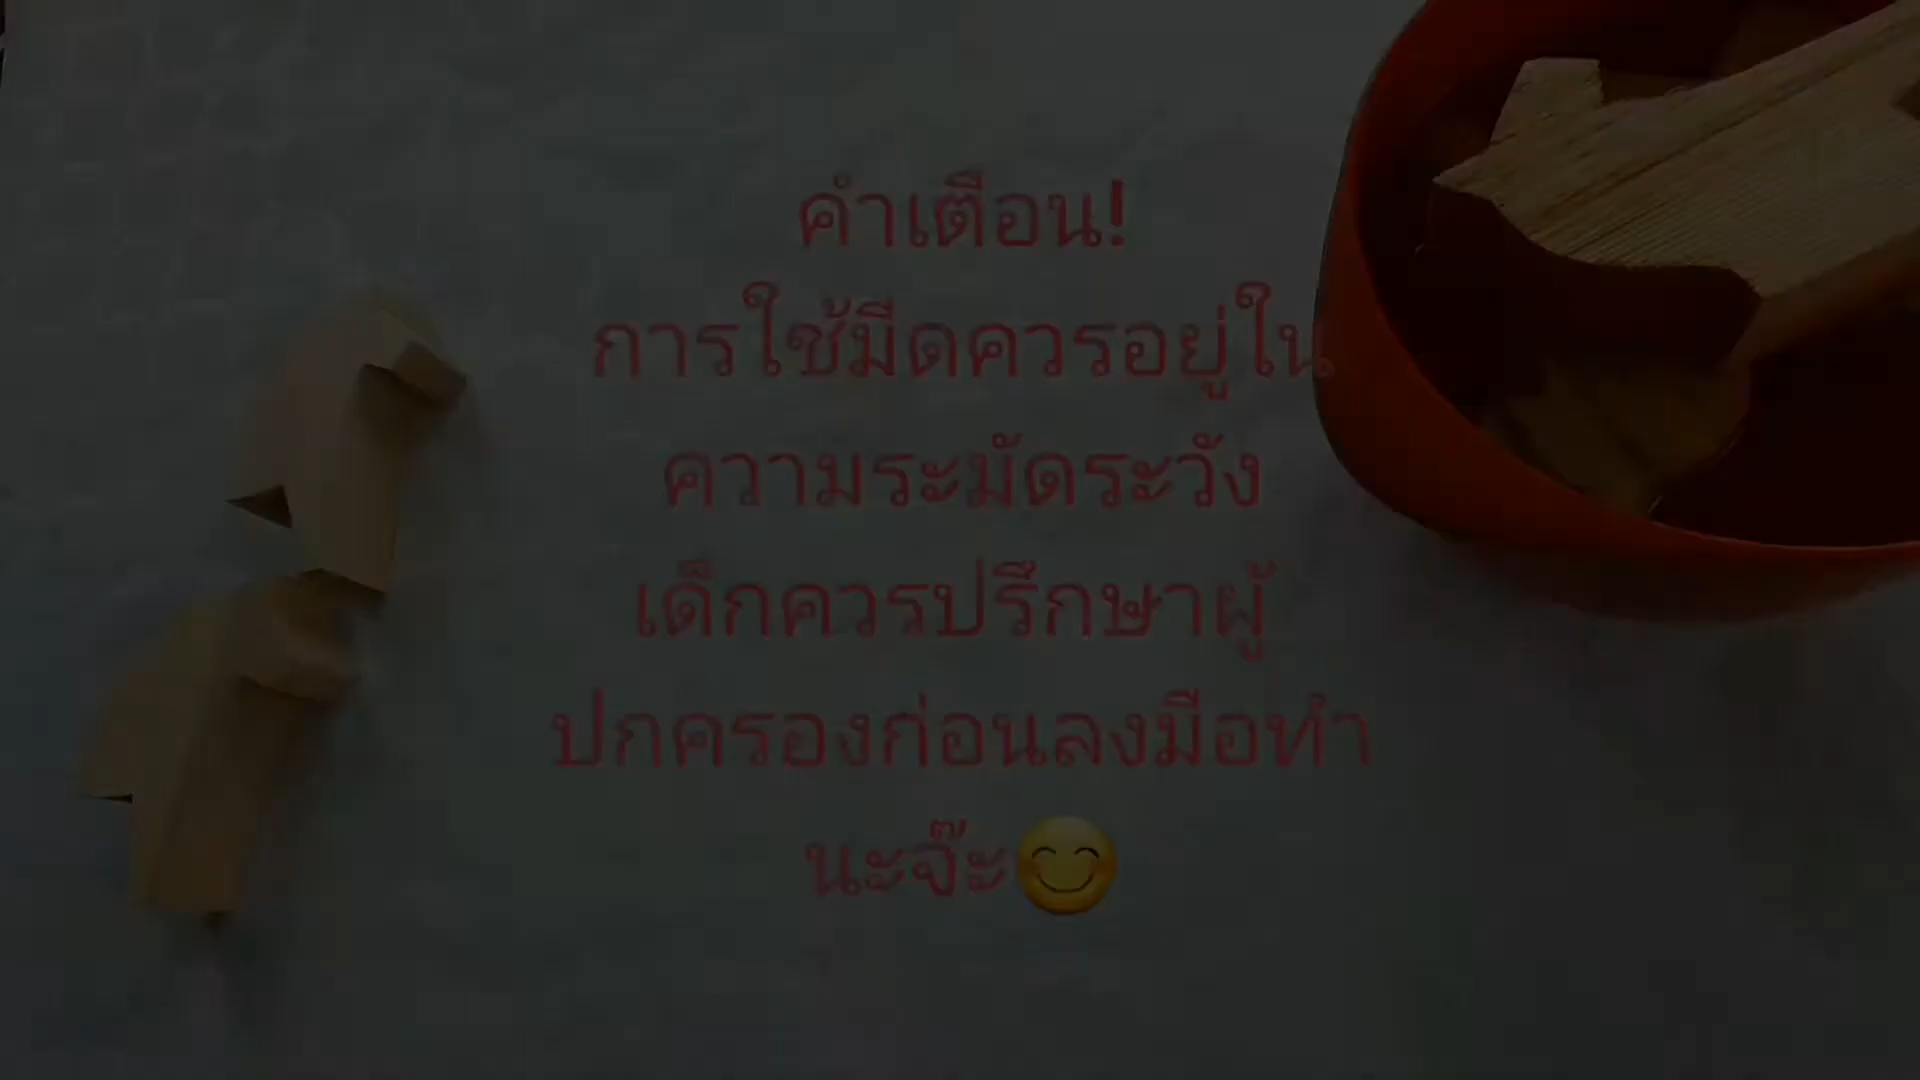 คำเตือน!
การใช้มีดควรอยู่ใน
ความระมัดระวัง
เด็กควรปรึกษาผู้
ปกครองก่อนลงมือทำ
นะจ๊ะ😊